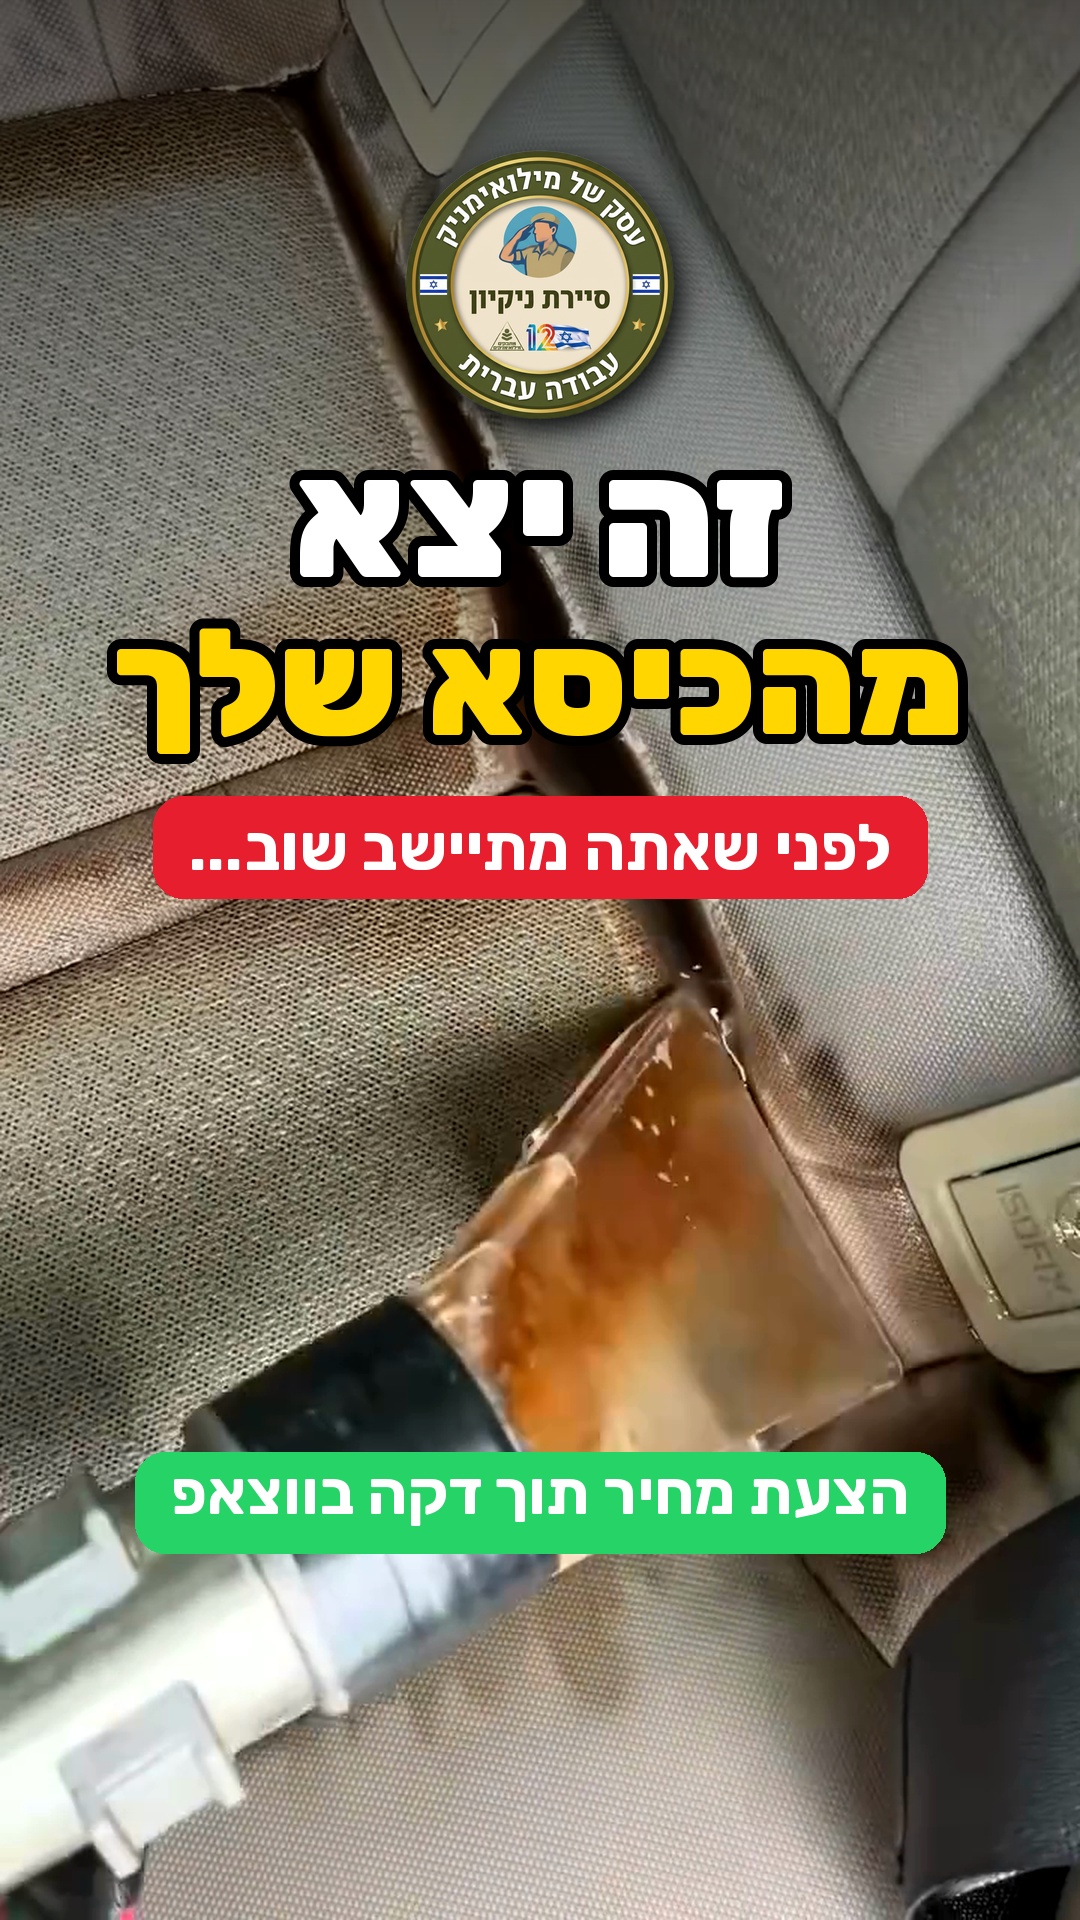 עסק של מילואימניק
סיירת ניקיון
12
עבודה עברית
זה יצא
מהכיסא שלך
לפני שאתה מתיישב שוב...
הצעת מחיר תוך דקה בווצאפ
ISOFIX